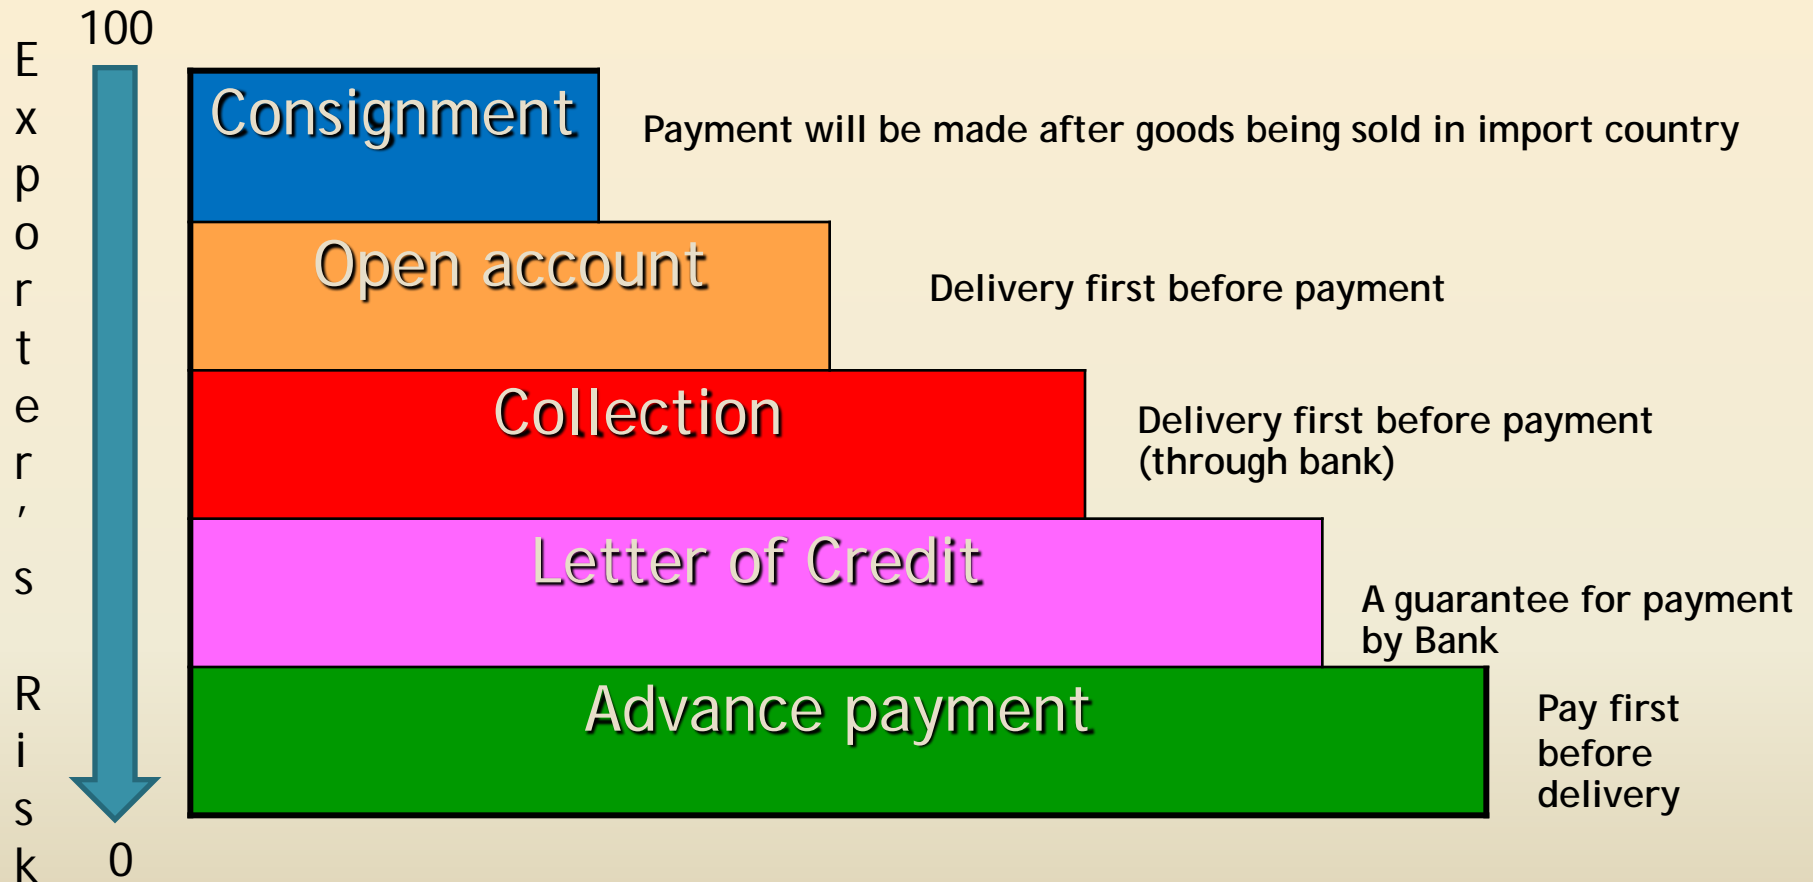 100
Exporter's Risk
Consignment
Payment will be made after goods being sold in import country
Open account
Delivery first before payment
Collection
Delivery first before payment
(through bank)
Letter of Credit
A guarantee for payment
by Bank
Advance payment
Pay first
before
delivery
0